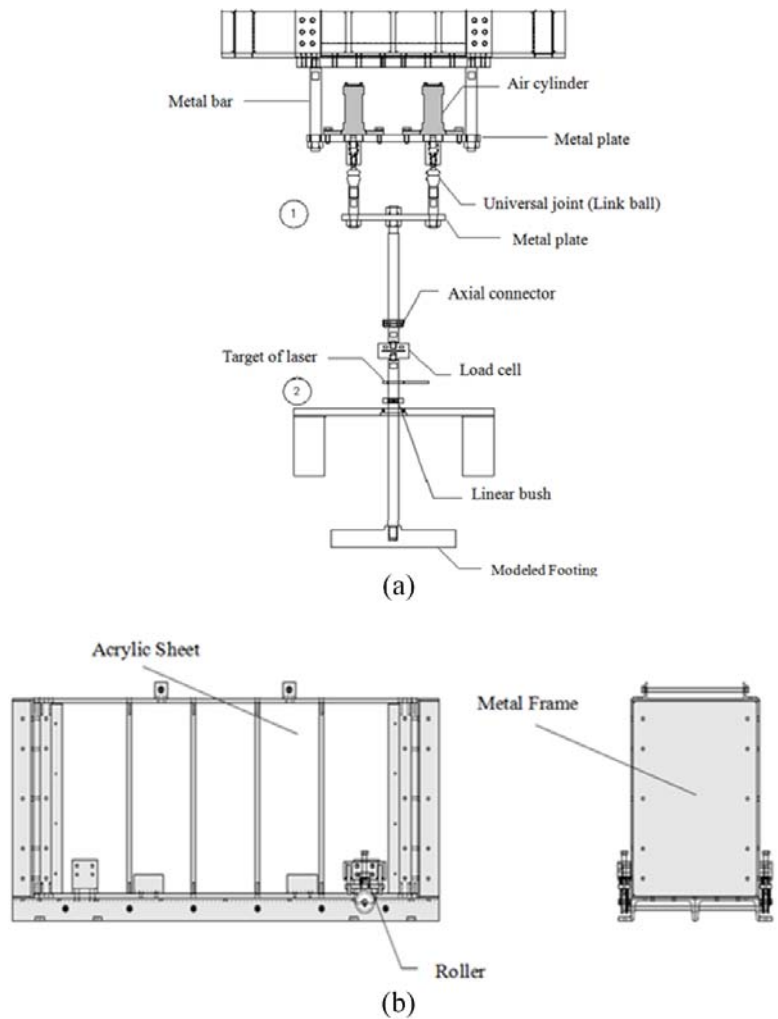 Air cylinder
Metal bar
Metal plate
Universal joint (Link ball)
1
Metal plate
Axial connector
Target of laser
Load cell
2
Linear bush
Modeled Footing
(a)
Acrylic Sheet
Metal Frame
Roller
(b)